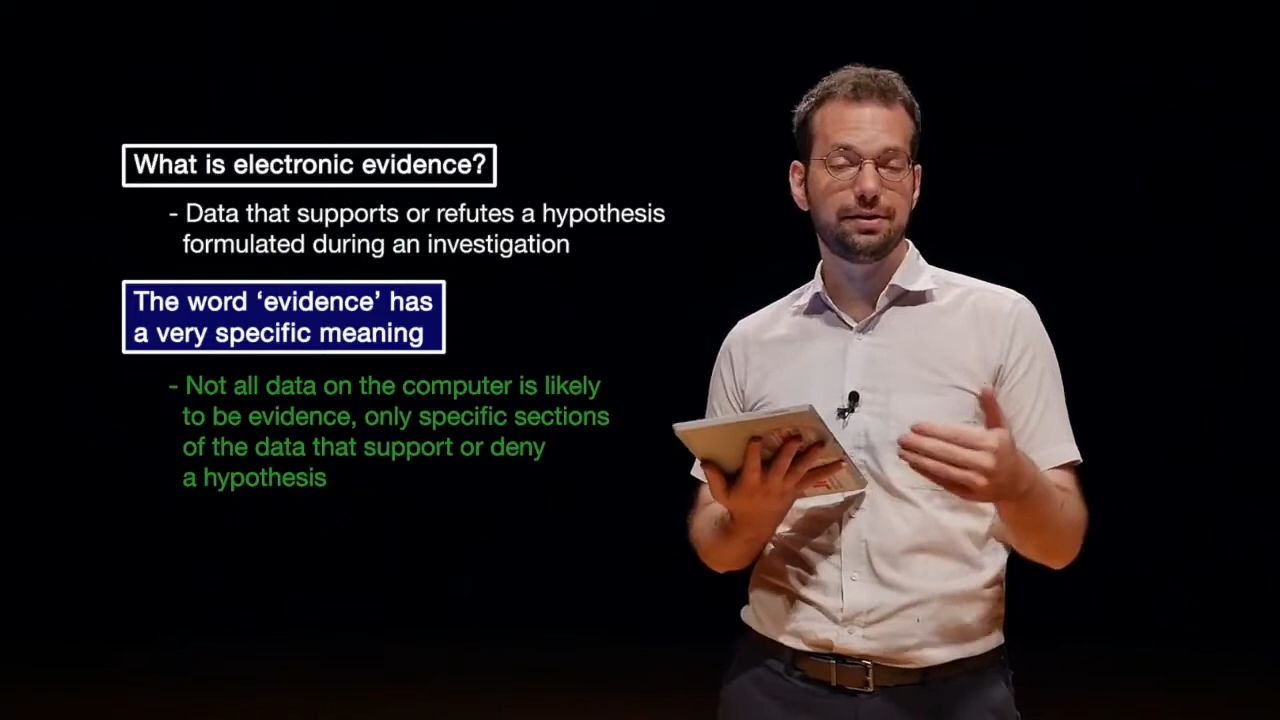 What is electronic evidence?
- Data that supports or refutes a hypothesis
formulated during an investigation
The word ‘evidence’ has
a very specific meaning
- Not all data on the computer is likely
to be evidence, only specific sections
of the data that support or deny
a hypothesis